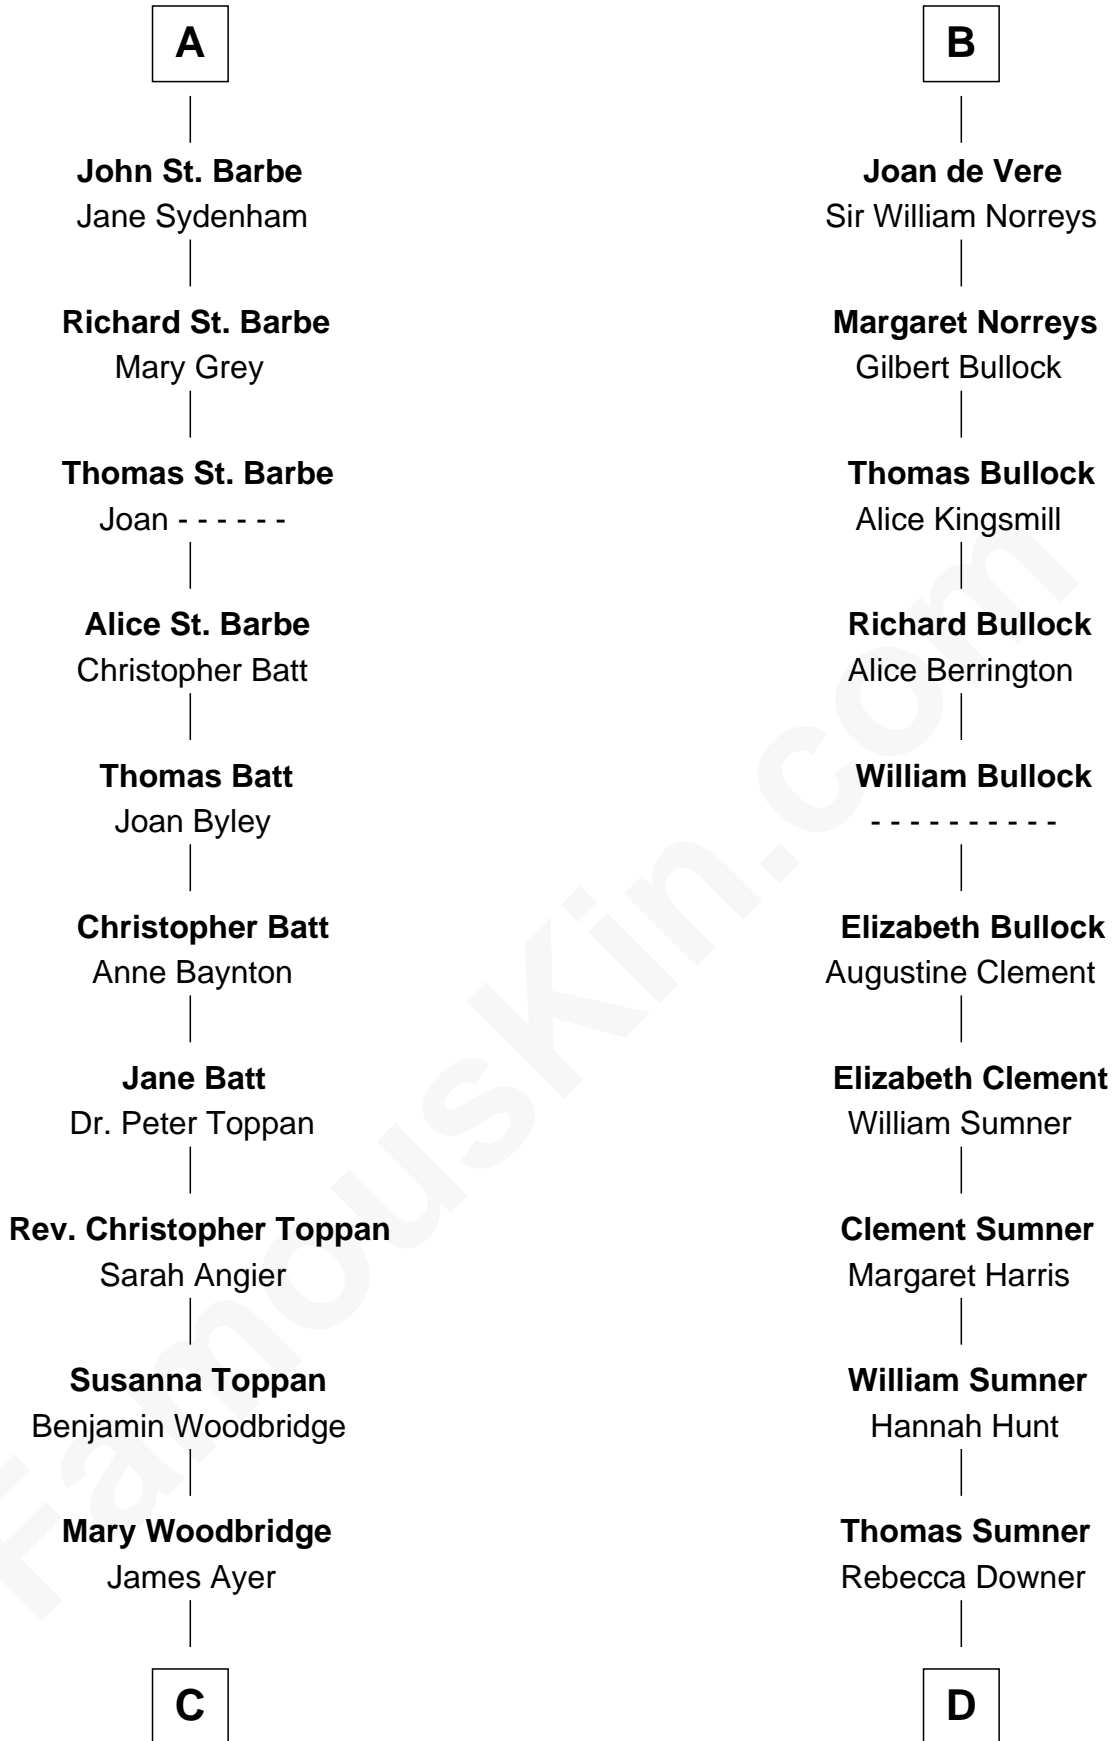 A
John St. Barbe
Jane Sydenham
Richard St. Barbe
Mary Grey
Thomas St. Barbe
Joan - - - - - -
Alice St. Barbe
Christopher Batt
Thomas Batt
Joan Byley
Christopher Batt
Anne Baynton
Jane Batt
Dr. Peter Toppan
Rev. Christopher Toppan
Sarah Angier
Susanna Toppan
Benjamin Woodbridge
Mary Woodbridge
James Ayer
C
B
Joan de Vere
Sir William Norreys
Margaret Norreys
Gilbert Bullock
Thomas Bullock
Alice Kingsmill
Richard Bullock
Alice Berrington
William Bullock
- - - - - - - - - -
Elizabeth Bullock
Augustine Clement
Elizabeth Clement
William Sumner
Clement Sumner
Margaret Harris
William Sumner
Hannah Hunt
Thomas Sumner
Rebecca Downer
D
FamousKin.com